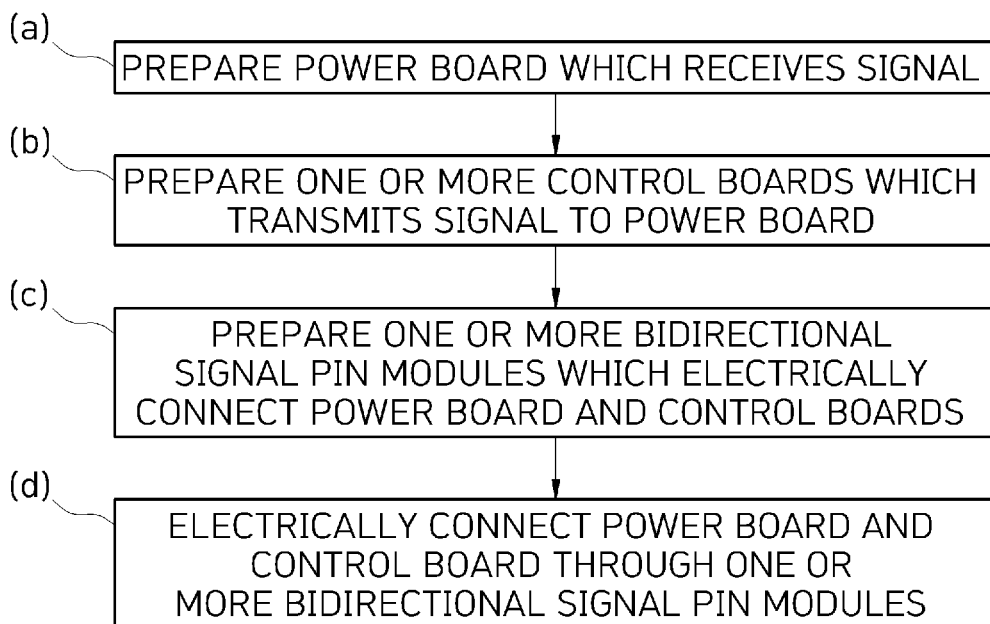 (a)
PREPARE POWER BOARD WHICH RECEIVES SIGNAL
(b)
PREPARE ONE OR MORE CONTROL BOARDS WHICH
TRANSMITS SIGNAL TO POWER BOARD
(c)
PREPARE ONE OR MORE BIDIRECTIONAL
SIGNAL PIN MODULES WHICH ELECTRICALLY
CONNECT POWER BOARD AND CONTROL BOARDS
(d)
ELECTRICALLY CONNECT POWER BOARD AND
CONTROL BOARD THROUGH ONE OR
MORE BIDIRECTIONAL SIGNAL PIN MODULES